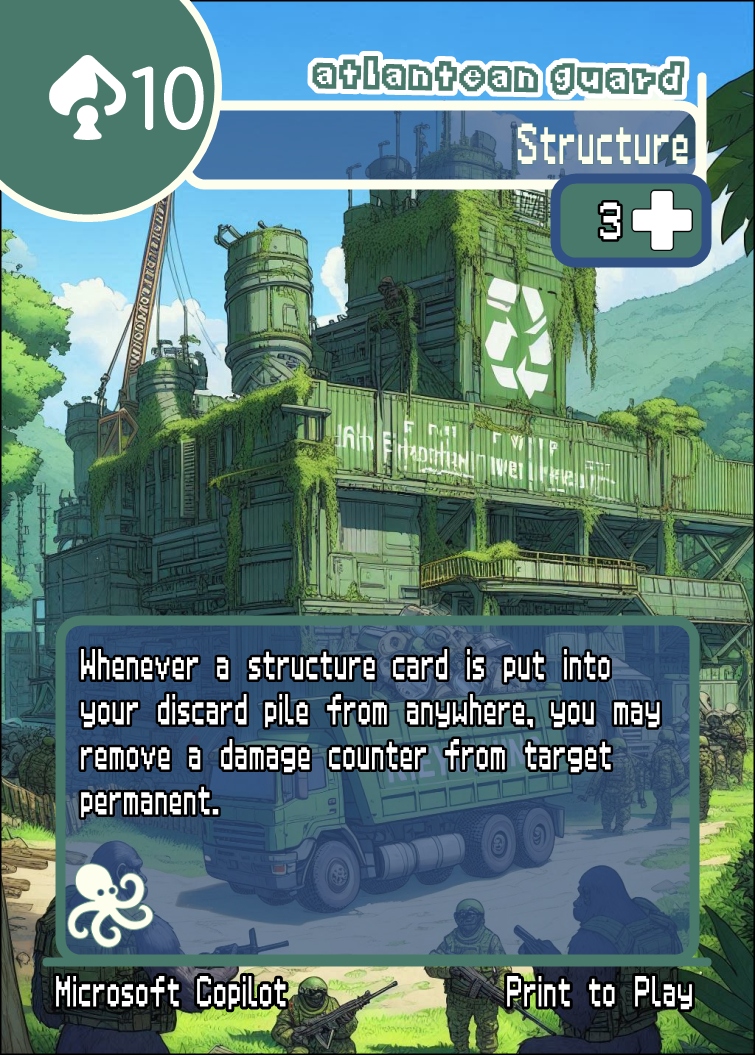 10
atlantean guard
Structure
3
Whenever a structure card is put into
your discard pile from anywhere, you may
remove a damage counter from target
permanent.
Microsoft Copilot
Print to Play